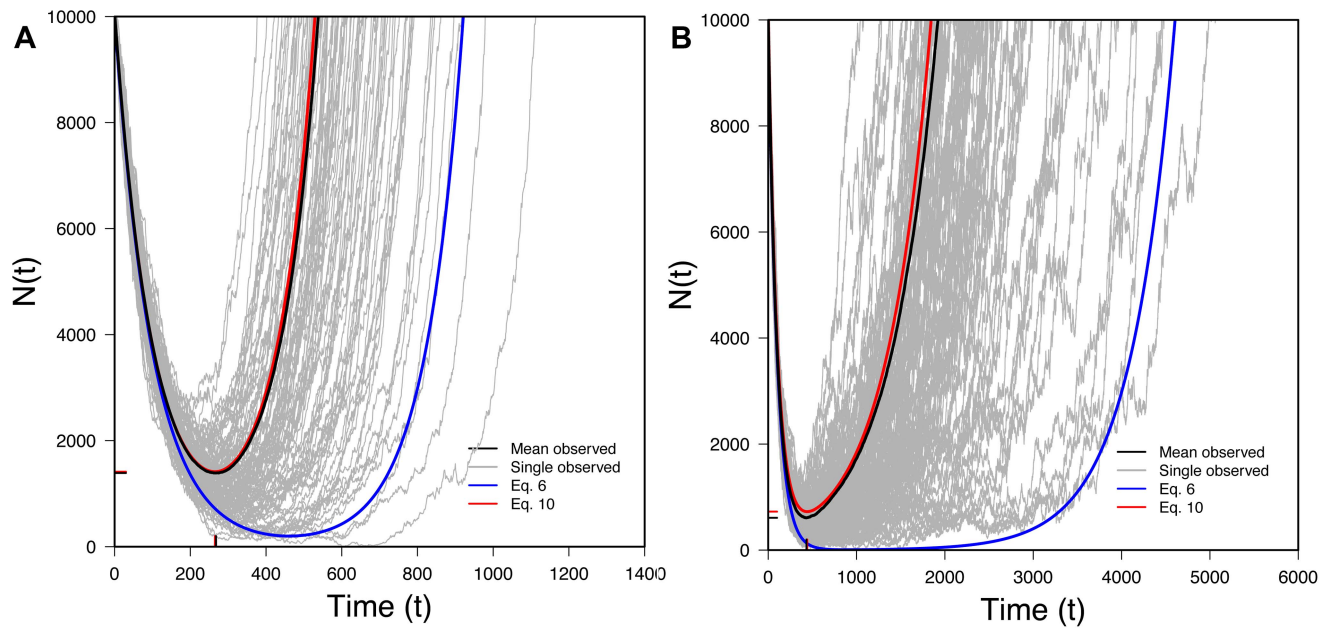 A
10000
8000
6000
4000
2000
0
N(t)
Mean observed
Single observed
Eq. 6
Eq. 10
0 200 400 600 800 1000 1200 1400
Time (t)
B
10000
8000
6000
4000
2000
0
N(t)
Mean observed
Single observed
Eq. 6
Eq. 10
0 1000 2000 3000 4000 5000 6000
Time (t)